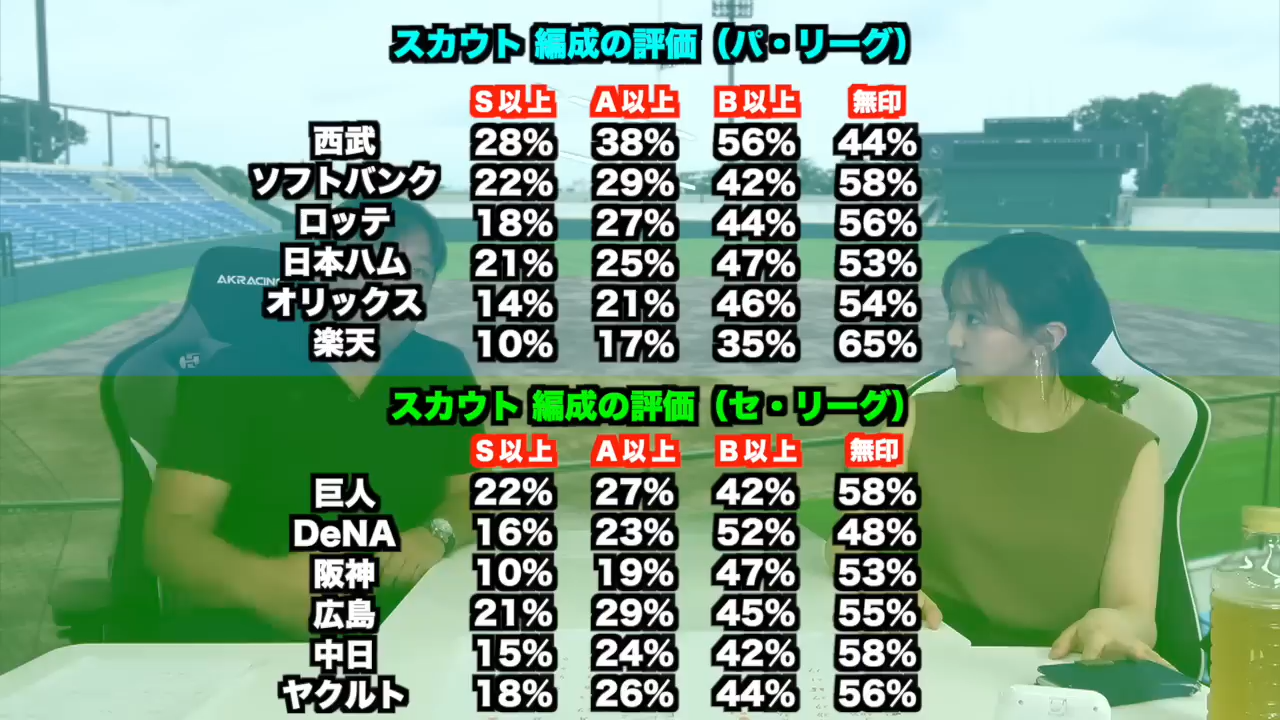 スカウト 編成の評価（パ・リーグ）
S以上 A以上 B以上 無印
西武 28% 38% 56% 44%
ソフトバンク 22% 29% 42% 58%
ロッテ 18% 27% 44% 56%
日本ハム 21% 25% 47% 53%
AKRACING
オリックス 14% 21% 46% 54%
楽天 10% 17% 35% 65%
スカウト 編成の評価（セ・リーグ）
S以上 A以上 B以上 無印
巨人 22% 27% 42% 58%
DeNA 16% 23% 52% 48%
阪神 10% 19% 47% 53%
広島 21% 29% 45% 55%
中日 15% 24% 42% 58%
ヤクルト 18% 26% 44% 56%